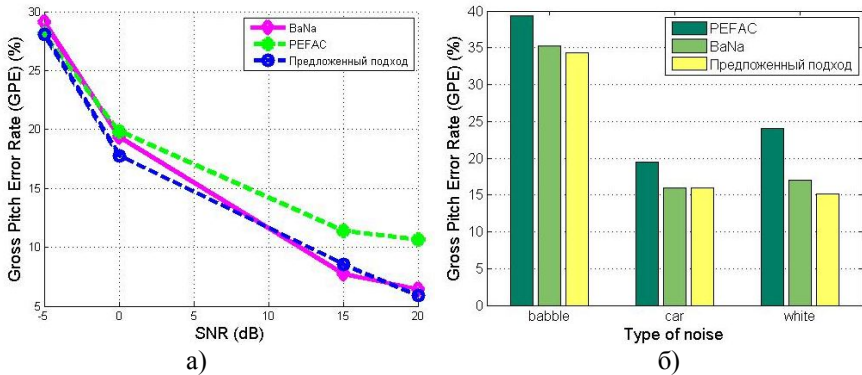 Gross Pitch Error Rate (GPE) (%)
30
25
20
15
10
5
-5
0
5
10
15
20
SNR (dB)
BaNa
PEFAC
Предложенный подход
а)
Gross Pitch Error Rate (GPE) (%)
40
35
30
25
20
15
10
5
0
babble
car
white
Type of noise
PEFAC
BaNa
Предложенный подход
б)